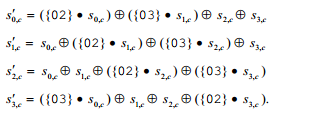 s′0,c = ({02} • s0,c) ⊕ ({03} • s1,c) ⊕ s2,c ⊕ s3,c
s′1,c = s0,c ⊕ ({02} • s1,c) ⊕ ({03} • s2,c) ⊕ s3,c
s′2,c = s0,c ⊕ s1,c ⊕ ({02} • s2,c) ⊕ ({03} • s3,c)
s′3,c = ({03} • s0,c) ⊕ s1,c ⊕ s2,c ⊕ ({02} • s3,c).